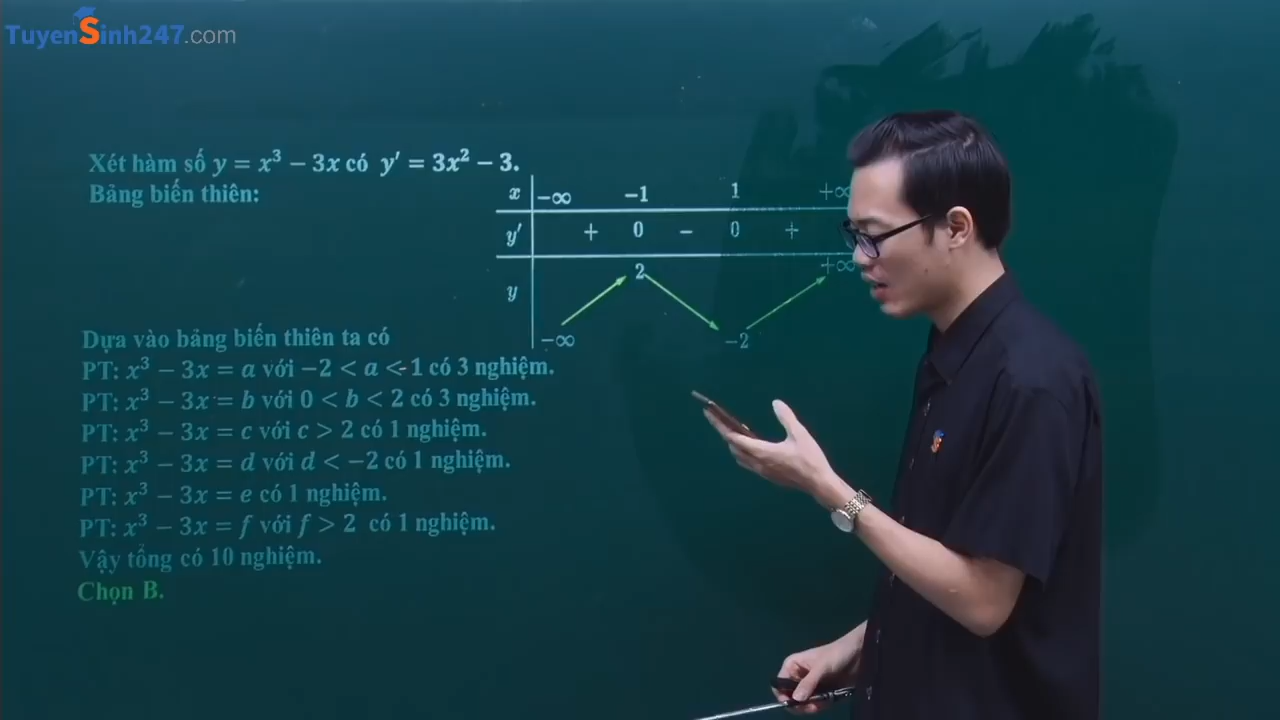 TuyenSinh247.com
Xét hàm số y = x³ − 3x có y′ = 3x² − 3.
Bảng biến thiên:
x −∞ −1 1 +∞
y′ + 0 − 0 +
y 2 +∞
−∞ −2
Dựa vào bảng biến thiên ta có
PT: x³ − 3x = a với −2 < a < -1 có 3 nghiệm.
PT: x³ − 3x = b với 0 < b < 2 có 3 nghiệm.
PT: x³ − 3x = c với c > 2 có 1 nghiệm.
PT: x³ − 3x = d với d < −2 có 1 nghiệm.
PT: x³ − 3x = e có 1 nghiệm.
PT: x³ − 3x = f với f > 2 có 1 nghiệm.
Vậy tổng có 10 nghiệm.
Chọn B.